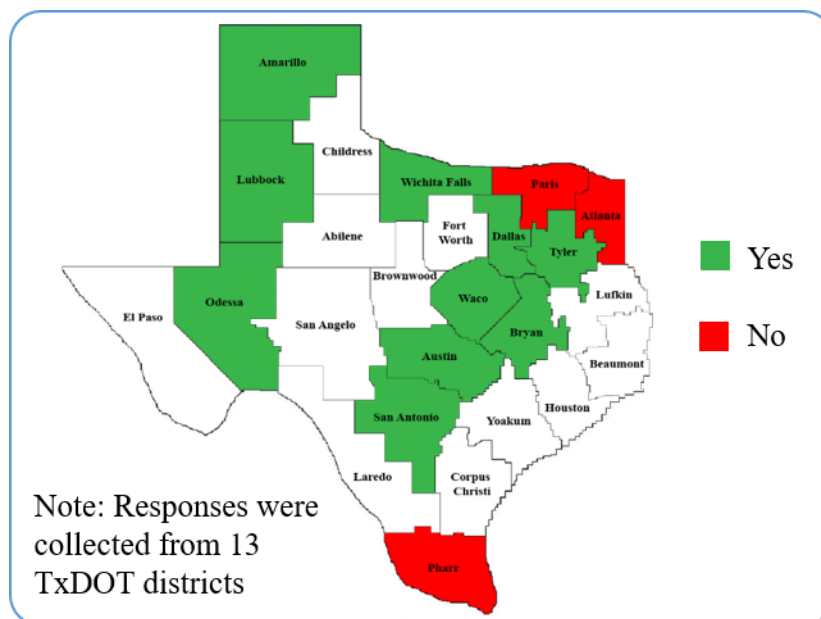 Amarillo
Childress
Lubbock
Wichita Falls
Paris
Atlanta
Abilene
Fort
Worth
Dallas
Tyler
Yes
Brownwood
Odessa
Waco
Lufkin
El Paso
San Angelo
Bryan
No
Austin
Beaumont
San Antonio
Houston
Yoakum
Laredo
Corpus
Christi
Note: Responses were
collected from 13
TxDOT districts
Pharr